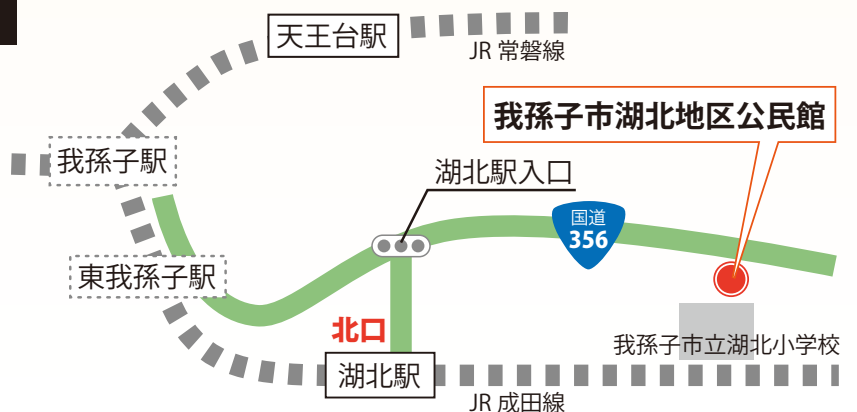 天王台駅
JR 常磐線
我孫子市湖北地区公民館
我孫子駅
湖北駅入口
国道
356
東我孫子駅
北口
我孫子市立湖北小学校
湖北駅
JR 成田線